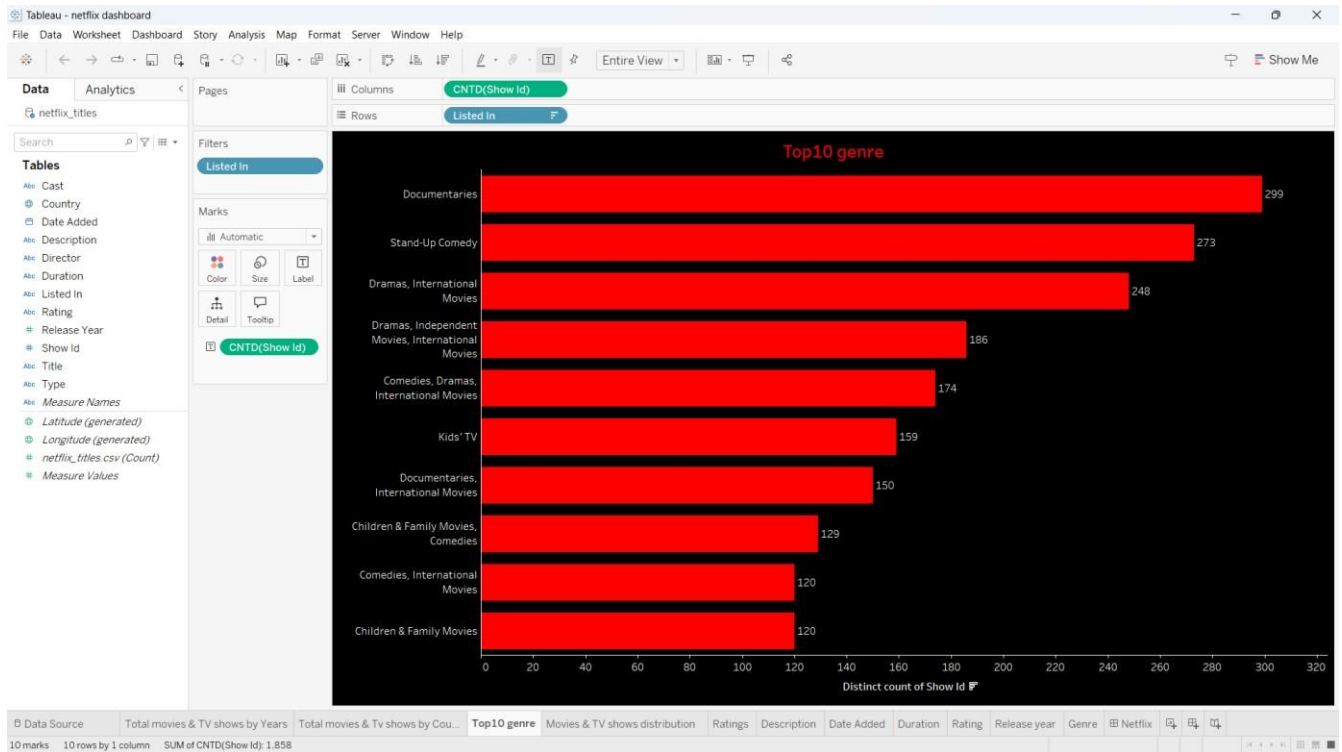 Tableau - netflix dashboard
File Data Worksheet Dashboard Story Analysis Map Format Server Window Help
Entire View
Show Me
Data Analytics
netflix_titles
Search
Tables
Abc Cast
Country
Date Added
Abc Description
Abc Director
Abc Duration
Abc Listed In
Abc Rating
# Release Year
# Show Id
Abc Title
Abc Type
Abc Measure Names
Latitude (generated)
Longitude (generated)
# netflix_titles.csv (Count)
# Measure Values
Pages
Filters
Listed In
Marks
Automatic
Color Size Label
Detail Tooltip
CNTD(Show Id)
Columns CNTD(Show Id)
Rows Listed In
Top10 genre
Documentaries 299
Stand-Up Comedy 273
Dramas, International
Movies 248
Dramas, Independent
Movies, International
Movies 186
Comedies, Dramas,
International Movies 174
Kids' TV 159
Documentaries,
International Movies 150
Children & Family Movies,
Comedies 129
Comedies, International
Movies 120
Children & Family Movies 120
0 20 40 60 80 100 120 140 160 180 200 220 240 260 280 300 320
Distinct count of Show Id
Data Source Total movies & TV shows by Years Total movies & Tv shows by Cou... Top10 genre Movies & TV shows distribution Ratings Description Date Added Duration Rating Release year Genre Netflix
10 marks 10 rows by 1 column SUM of CNTD(Show Id): 1.858